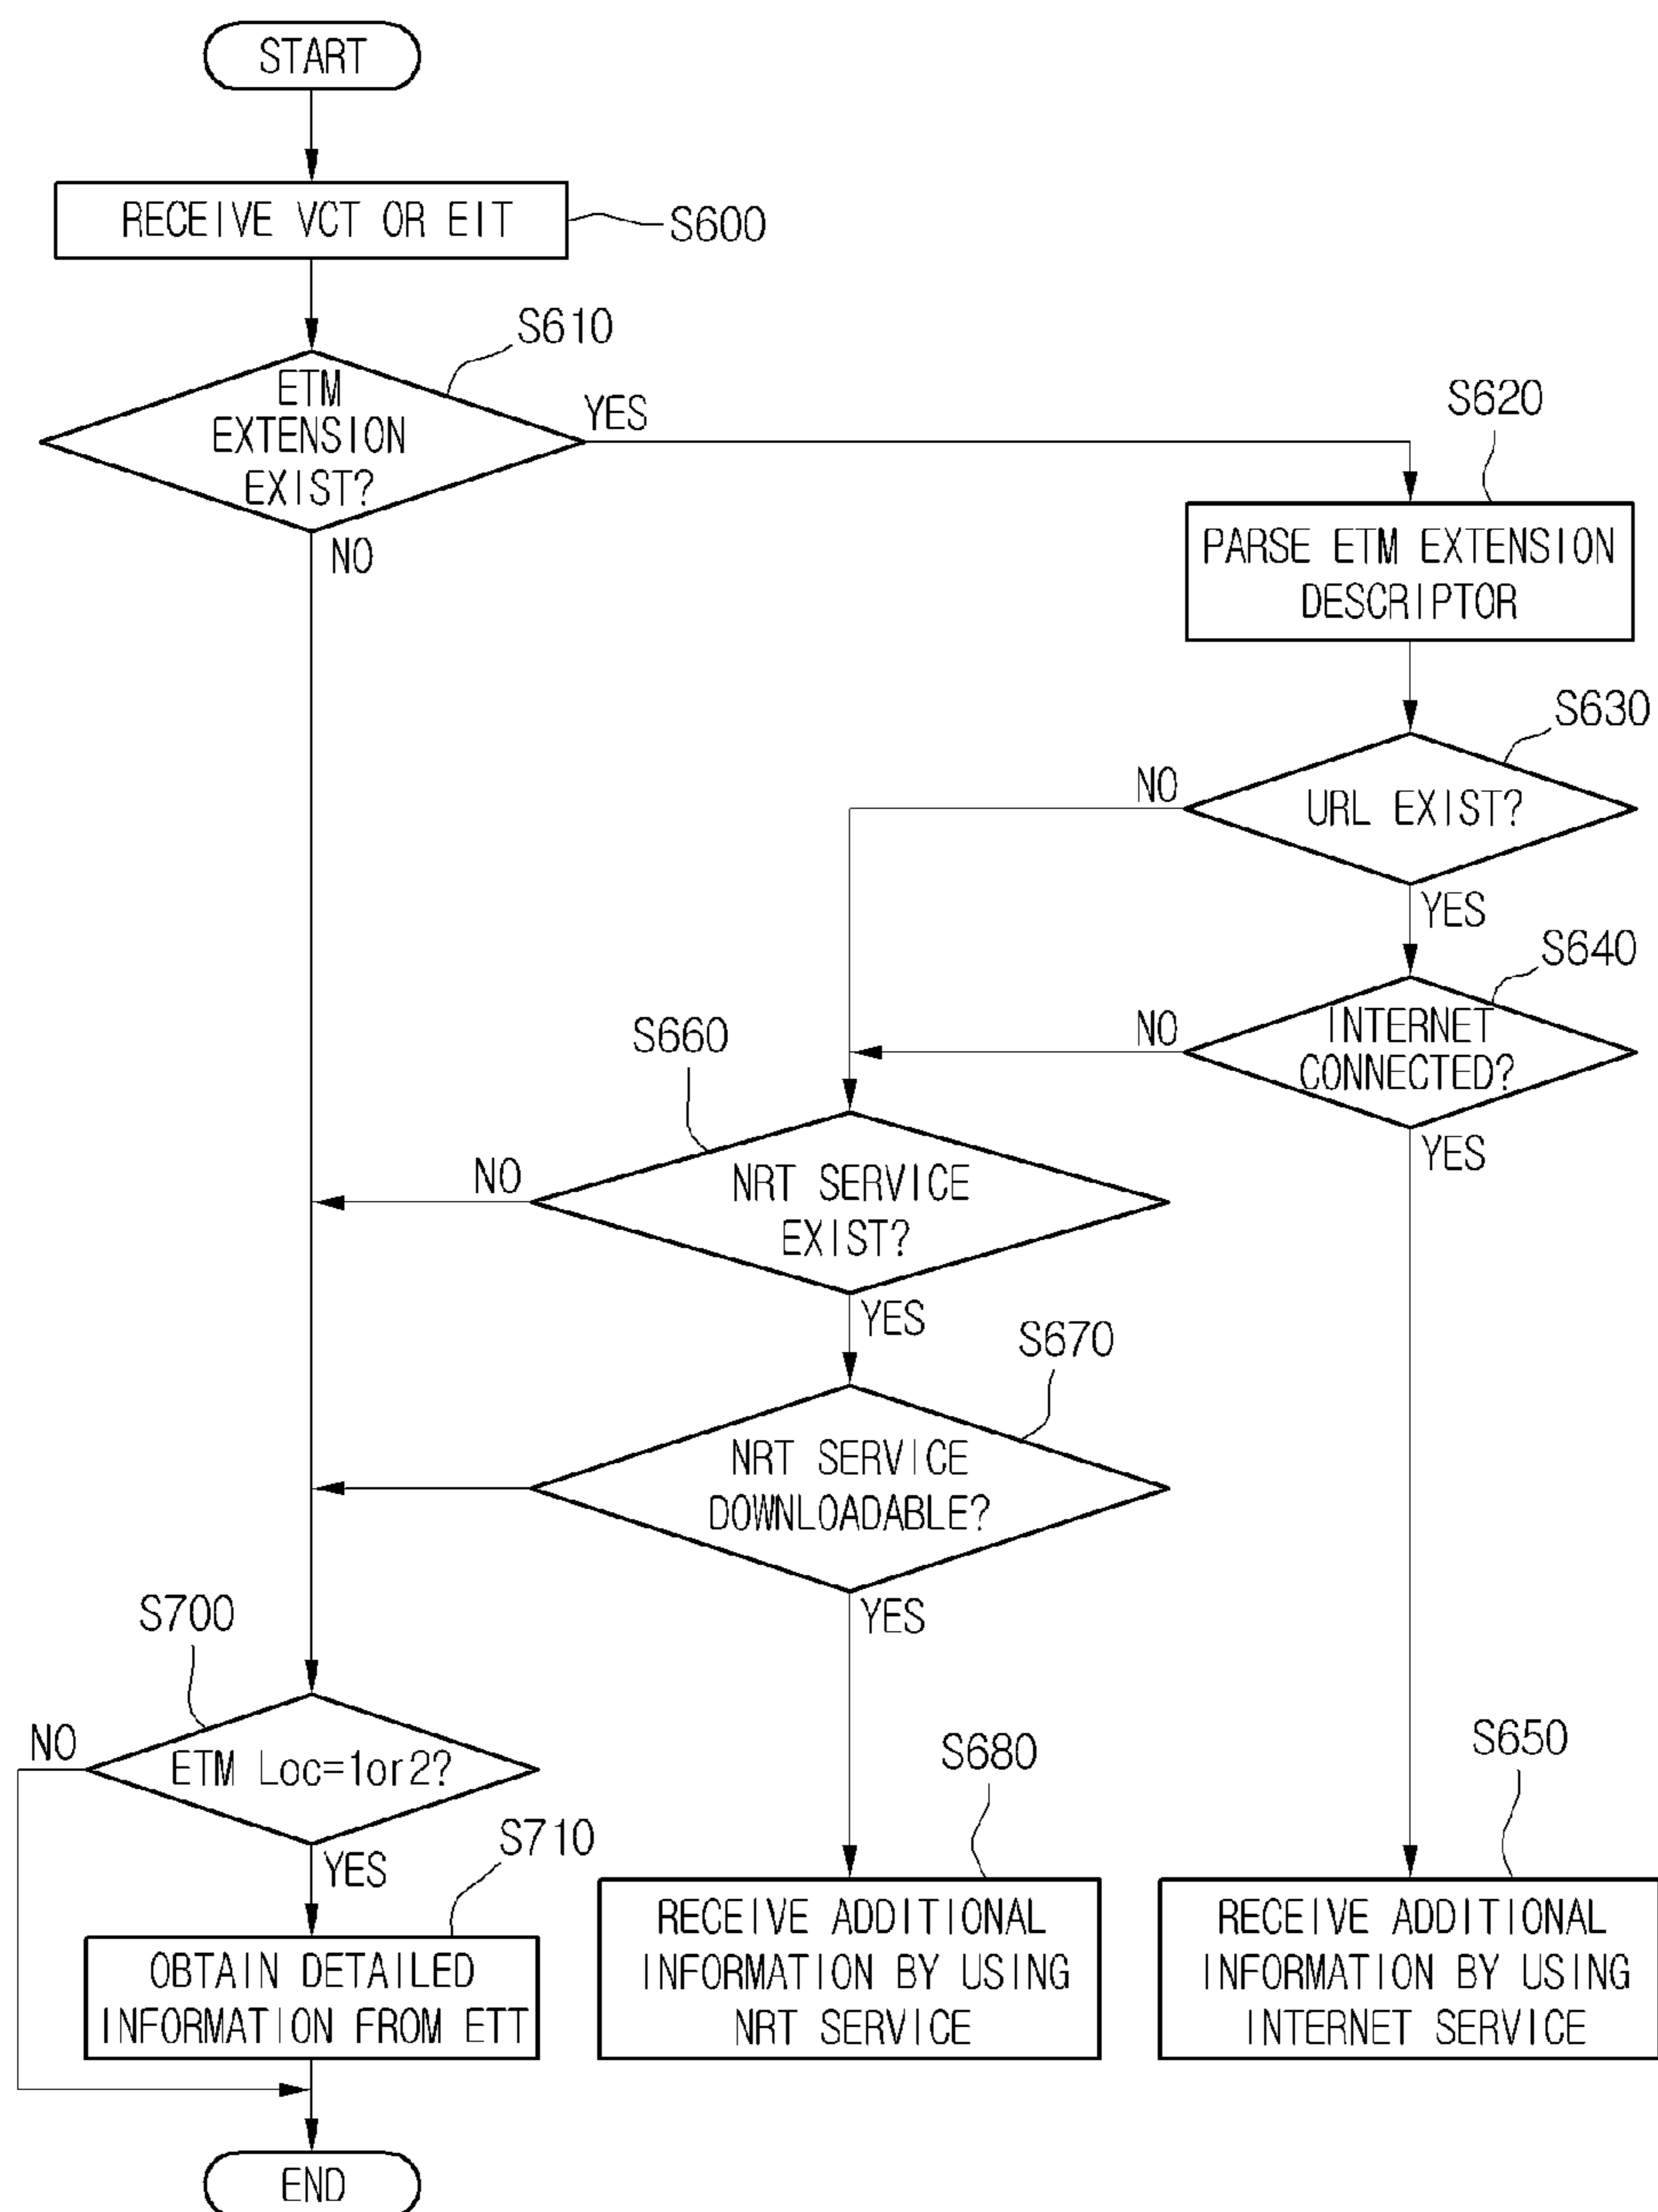 START
RECEIVE VCT OR EIT
S600
S610
ETM
EXTENSION
EXIST?
YES
NO
S620
PARSE ETM EXTENSION
DESCRIPTOR
S630
URL EXIST?
NO
YES
S640
INTERNET
CONNECTED?
NO
YES
S660
NRT SERVICE
EXIST?
NO
YES
S670
NRT SERVICE
DOWNLOADABLE?
YES
S700
ETM Loc=1or2?
NO
YES
S710
OBTAIN DETAILED
INFORMATION FROM ETT
S680
RECEIVE ADDITIONAL
INFORMATION BY USING
NRT SERVICE
S650
RECEIVE ADDITIONAL
INFORMATION BY USING
INTERNET SERVICE
END